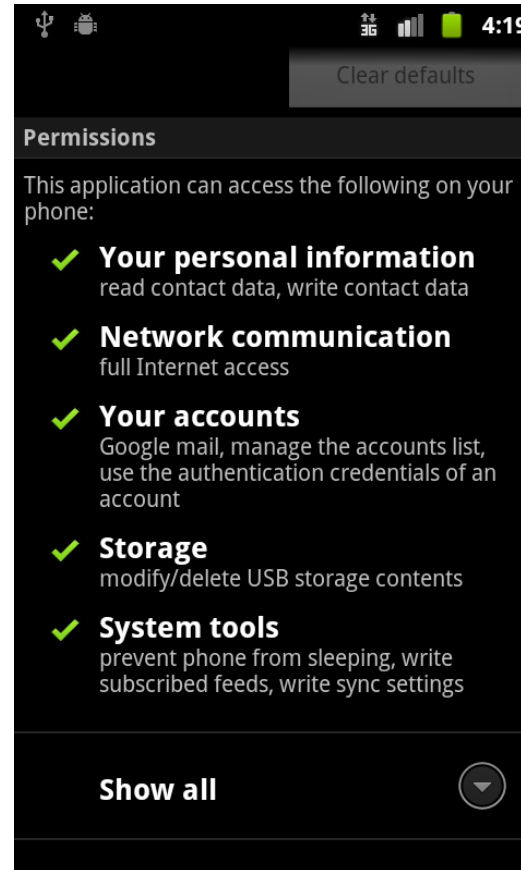 3G
4:19
Clear defaults
Permissions
This application can access the following on your
phone:
Your personal information
read contact data, write contact data
Network communication
full Internet access
Your accounts
Google mail, manage the accounts list,
use the authentication credentials of an
account
Storage
modify/delete USB storage contents
System tools
prevent phone from sleeping, write
subscribed feeds, write sync settings
Show all